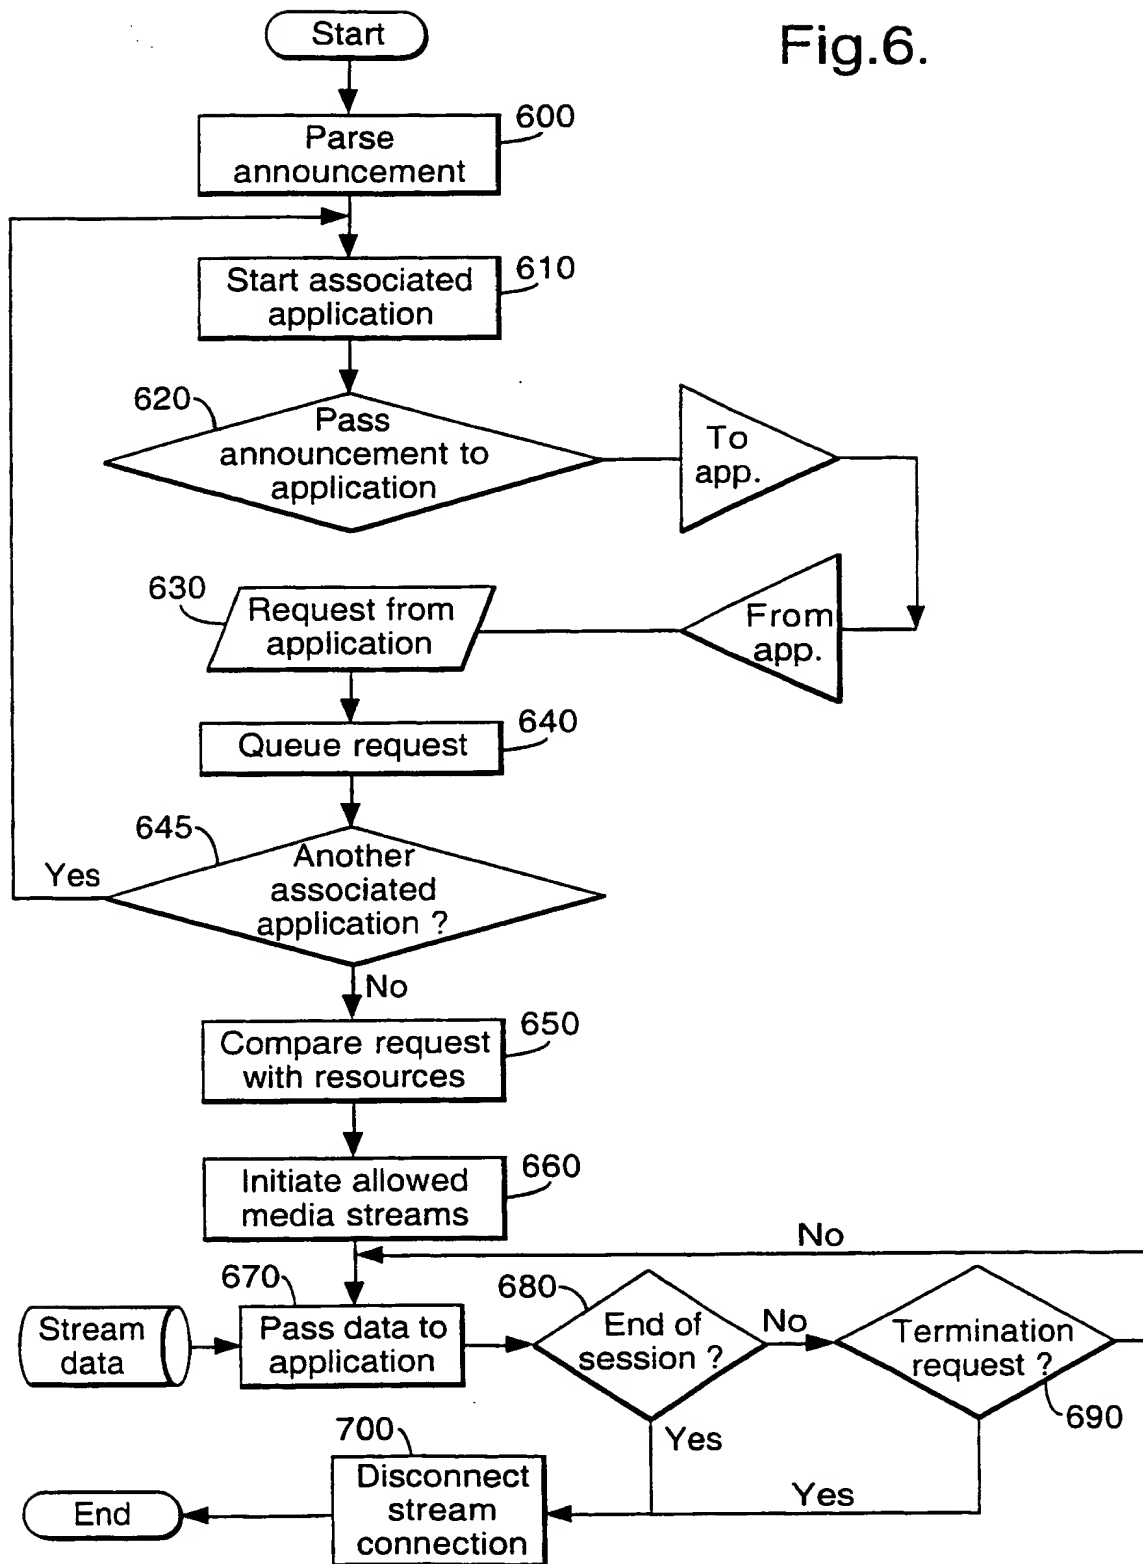 Fig.6.
Start
600
Parse
announcement
610
Start associated
application
620
Pass
announcement to
application
To
app.
630
Request from
application
From
app.
640
Queue request
645
Another
associated
application ?
Yes
No
650
Compare request
with resources
660
Initiate allowed
media streams
No
670
680
Stream
data
Pass data to
application
End of
session ?
No
Termination
request ?
690
Yes
700
Disconnect
stream
connection
Yes
End